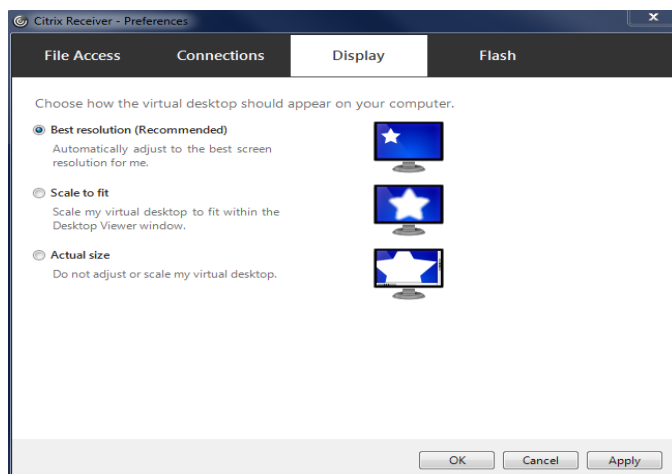 Citrix Receiver - Preferences
File Access Connections Display Flash
Choose how the virtual desktop should appear on your computer.
Best resolution (Recommended)
Automatically adjust to the best screen
resolution for me.
Scale to fit
Scale my virtual desktop to fit within the
Desktop Viewer window.
Actual size
Do not adjust or scale my virtual desktop.
OK Cancel Apply